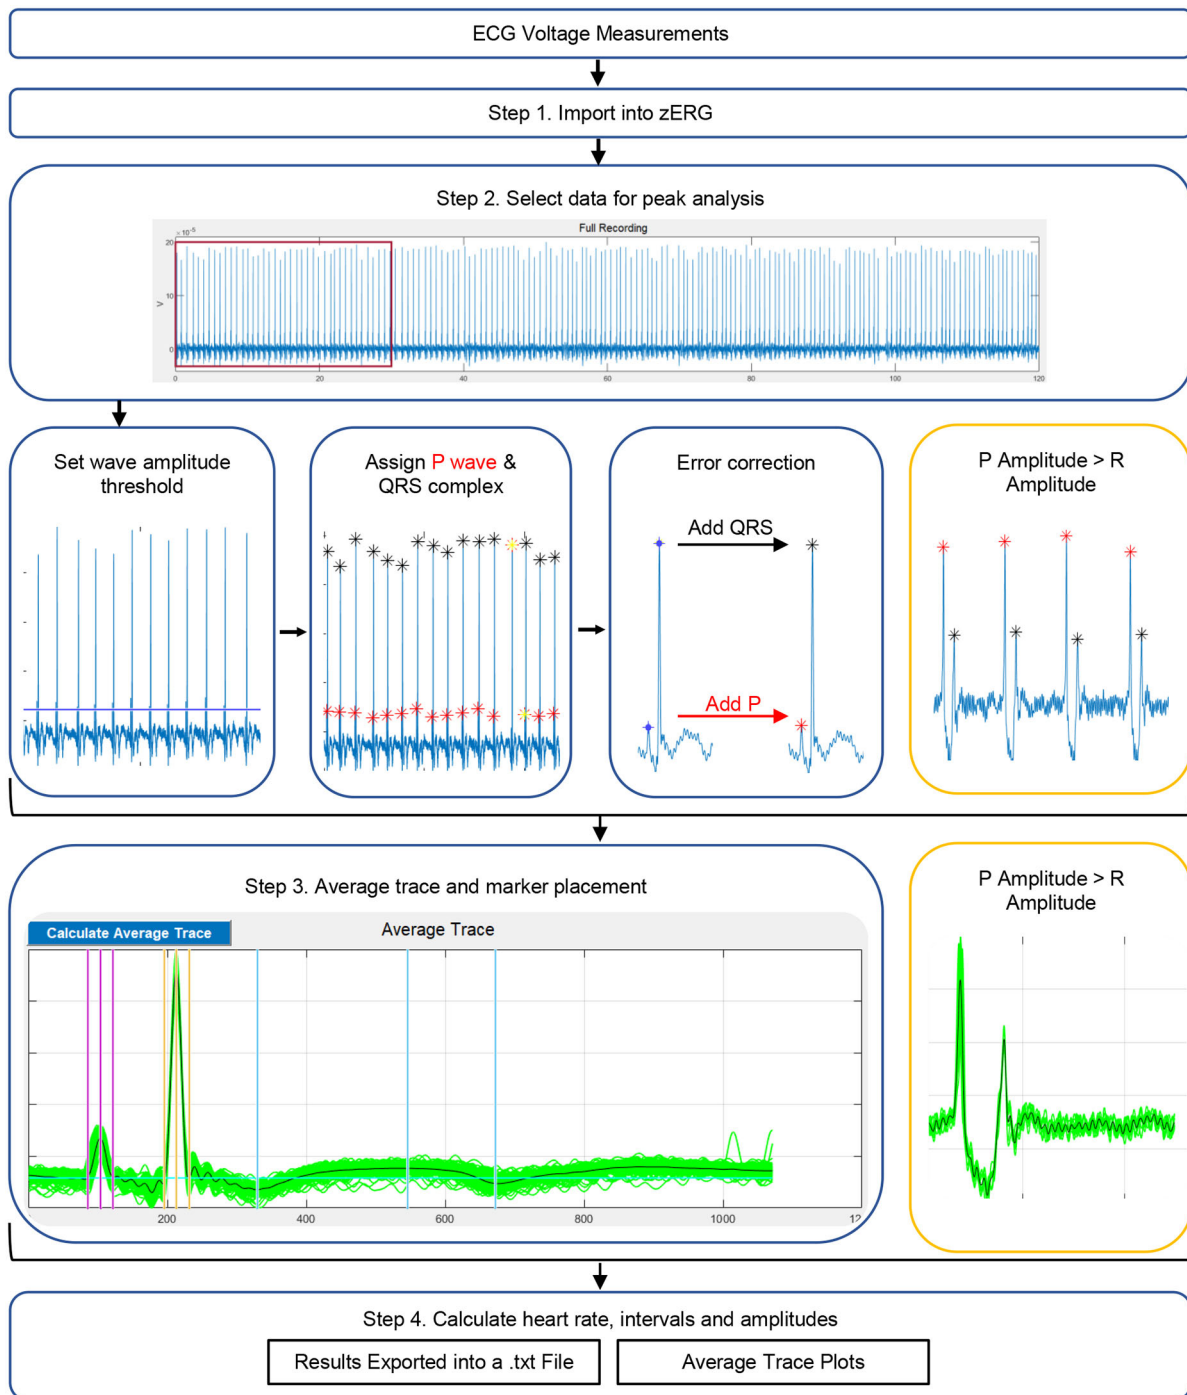 ECG Voltage Measurements
Step 1. Import into zERG
Step 2. Select data for peak analysis
Full Recording
× 10⁻⁵
20
10
0
V
0 20 40 60 80 100 120
Set wave amplitude
threshold
Assign P wave &
QRS complex
Error correction
Add QRS
Add P
P Amplitude > R
Amplitude
Step 3. Average trace and marker placement
Calculate Average Trace
Average Trace
200 400 600 800 1000 12
P Amplitude > R
Amplitude
Step 4. Calculate heart rate, intervals and amplitudes
Results Exported into a .txt File
Average Trace Plots